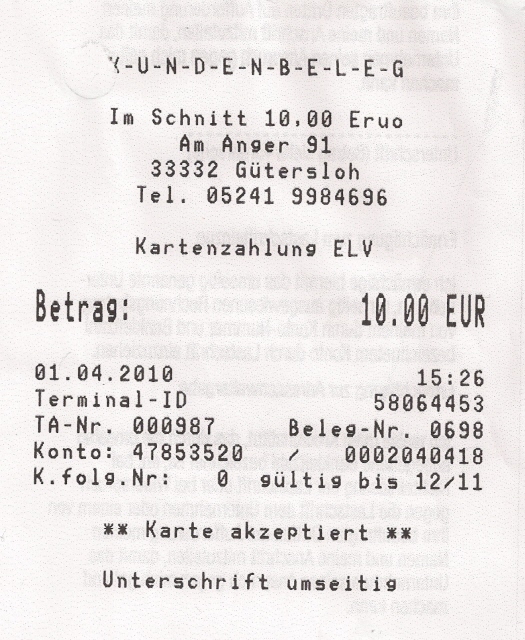 K-U-N-D-E-N-B-E-L-E-G
Im Schnitt 10,00 Eruo
Am Anger 91
33332 Gütersloh
Tel. 05241 9984696
Kartenzahlung ELV
Betrag: 10.00 EUR
01.04.2010 15:26
Terminal-ID 58064453
TA-Nr. 000987 Beleg-Nr. 0698
Konto: 47853520 / 0002040418
K.folg-Nr: 0 gültig bis 12/11
** Karte akzeptiert **
Unterschrift umseitig